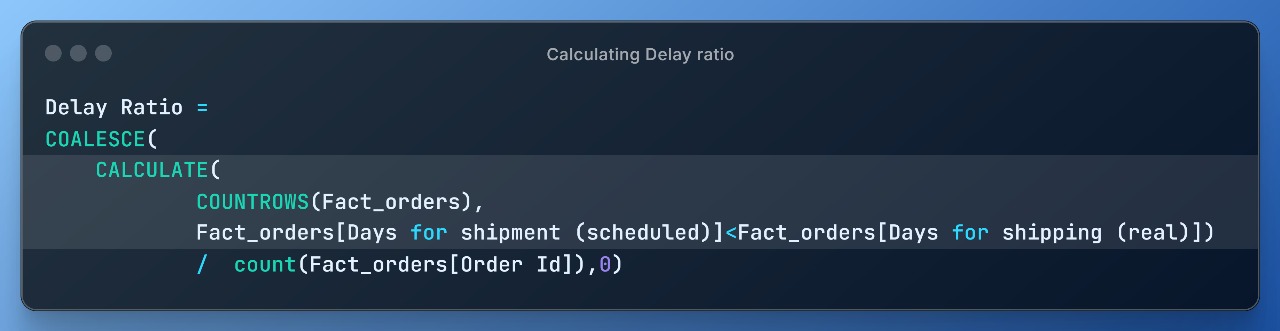 Calculating Delay ratio
Delay Ratio =
COALESCE(
    CALCULATE(
            COUNTROWS(Fact_orders),
            Fact_orders[Days for shipment (scheduled)]<Fact_orders[Days for shipping (real)])
            /  count(Fact_orders[Order Id]),0)